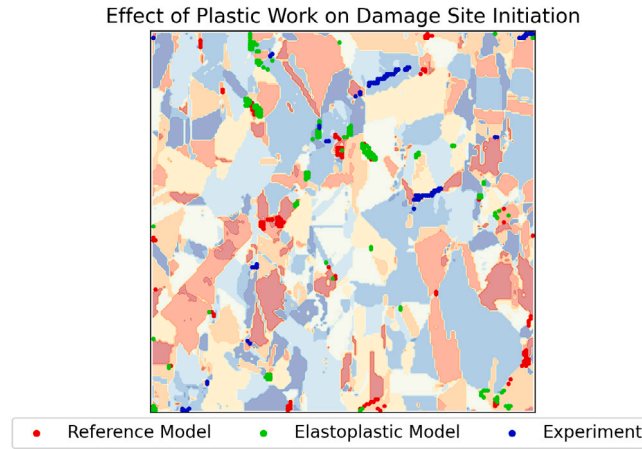 Effect of Plastic Work on Damage Site Initiation
Reference Model Elastoplastic Model Experiment